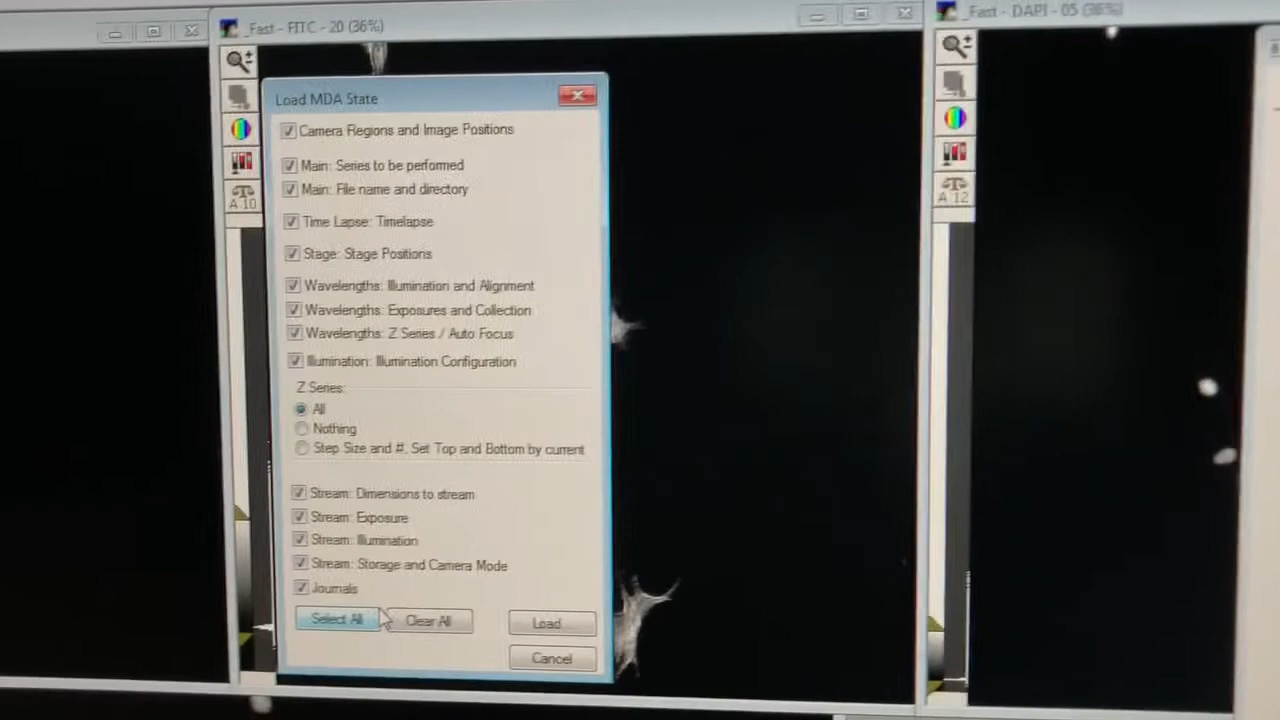 _Fast - FITC - 20 (36%)
_Fast - DAPI - 05 (36%)
Load MDA State
Camera Regions and Image Positions
Main: Series to be performed
Main: File name and directory
Time Lapse: Timelapse
Stage: Stage Positions
Wavelengths: Illumination and Alignment
Wavelengths: Exposures and Collection
Wavelengths: Z Series / Auto Focus
Illumination: Illumination Configuration
Z Series:
All
Nothing
Step Size and #, Set Top and Bottom by current
Stream: Dimensions to stream
Stream: Exposure
Stream: Illumination
Stream: Storage and Camera Mode
Journals
Select All Clear All Load
Cancel
A 10
A 12